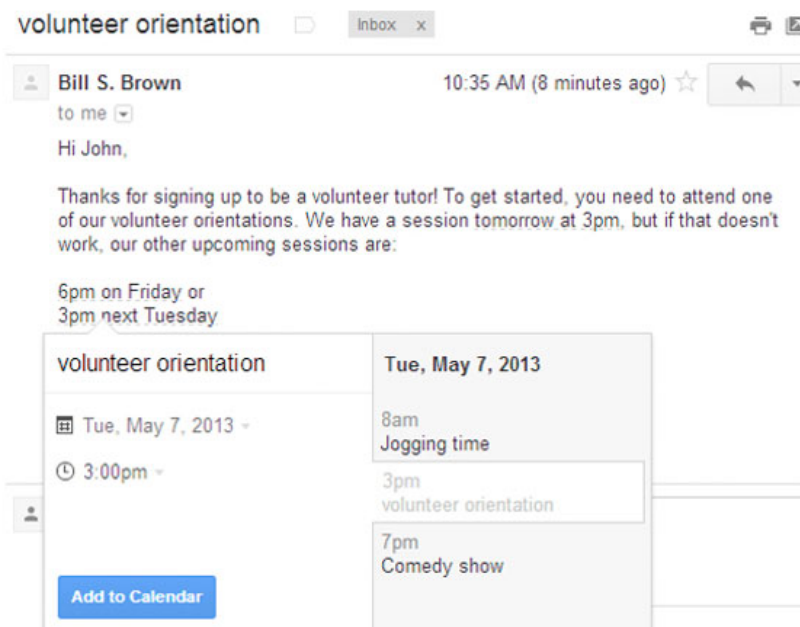 volunteer orientation
Inbox x
Bill S. Brown
10:35 AM (8 minutes ago)
to me
Hi John,
Thanks for signing up to be a volunteer tutor! To get started, you need to attend one
of our volunteer orientations. We have a session tomorrow at 3pm, but if that doesn't
work, our other upcoming sessions are:
6pm on Friday or
3pm next Tuesday
volunteer orientation
Tue, May 7, 2013
3:00pm
Add to Calendar
Tue, May 7, 2013
8am
Jogging time
3pm
volunteer orientation
7pm
Comedy show